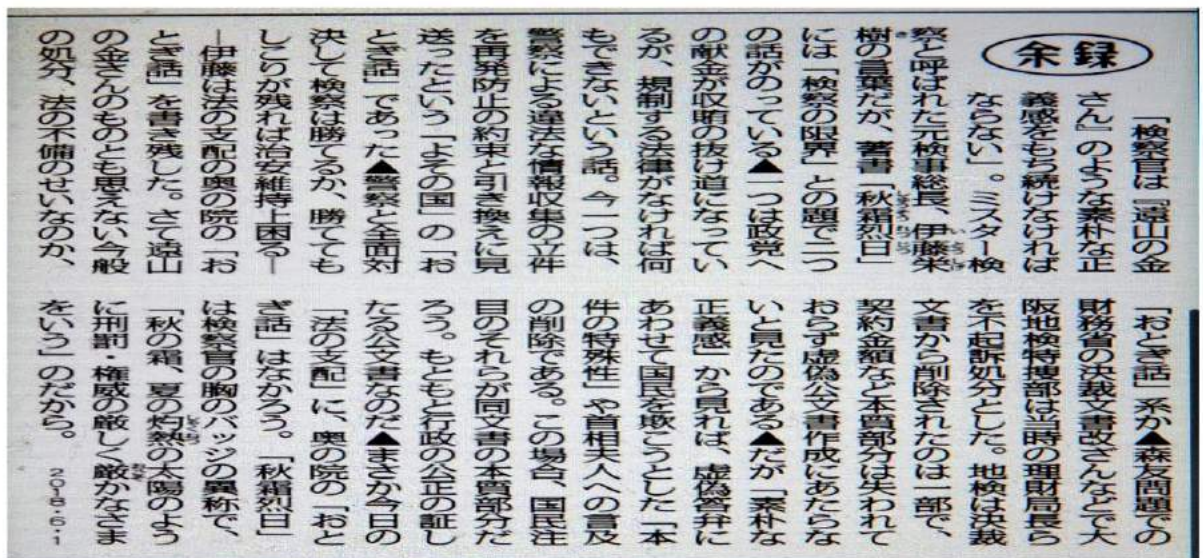 余録
「検察官は『遠山の金
さん』のような素朴な正
義感をもち続けなければ
ならない」。ミスター検
察と呼ばれた元検事総長、伊藤栄
樹の言葉だが、著書「秋霜烈日」
には「検察の限界」との題で二つ
の話がのっている▲一つは政党へ
の献金が収賄の抜け道になってい
るが、規制する法律がなければ何
もできないという話。今一つは、
警察による違法な情報収集の立件
を再発防止の約束と引き換えに見
送ったという「よその国」の「お
とぎ話」であった▲警察と全面対
決して検察は勝てるか、勝てても
しこりが残れば治安維持上困る―
―伊藤は法の支配の奥の院の「お
とぎ話」を書き残した。さて遠山
の金さんのものとも思えない今般
の処分、法の不備のせいなのか、
「おとぎ話」系か▲森友問題での
財務省の決裁文書改ざんなどで大
阪地検特捜部は当時の理財局長ら
を不起訴処分とした。地検は決裁
文書から削除されたのは一部で、
契約金額など本質部分は失われて
おらず虚偽公文書作成にあたらな
いと見たのである▲だが「素朴な
正義感」から見れば、虚偽答弁に
あわせて国民を欺こうとした「本
件の特殊性」や首相夫人への言及
の削除である。この場合、国民注
目のそれらが同文書の本質部分だ
ろう。もともと行政の公正の証し
たる公文書なのだ▲まさか今日の
「法の支配」に、奥の院の「おと
ぎ話」はなかろう。「秋霜烈日」
は検察官の胸のバッジの異称で、
「秋の霜、夏の灼熱の太陽のよう
に刑罰・権威の厳しく厳かなさま
をいう」のだから。
2018・6・1